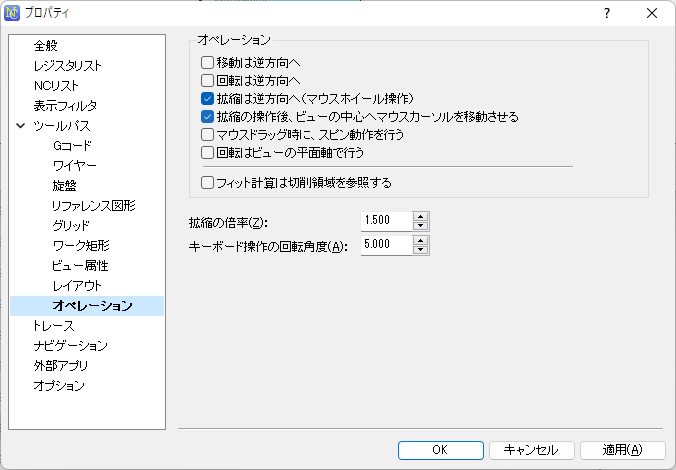 プロパティ
全般
レジスタリスト
NCリスト
表示フィルタ
ツールパス
Gコード
ワイヤー
旋盤
リファレンス図形
グリッド
ワーク矩形
ビュー属性
レイアウト
オペレーション
トレース
ナビゲーション
外部アプリ
オプション
オペレーション
移動は逆方向へ
回転は逆方向へ
拡縮は逆方向へ(マウスホイール操作)
拡縮の操作後、ビューの中心へマウスカーソルを移動させる
マウスドラッグ時に、スピン動作を行う
回転はビューの平面軸で行う
フィット計算は切削領域を参照する
拡縮の倍率(Z): 1.500
キーボード操作の回転角度(A): 5.000
OK キャンセル 適用(A)